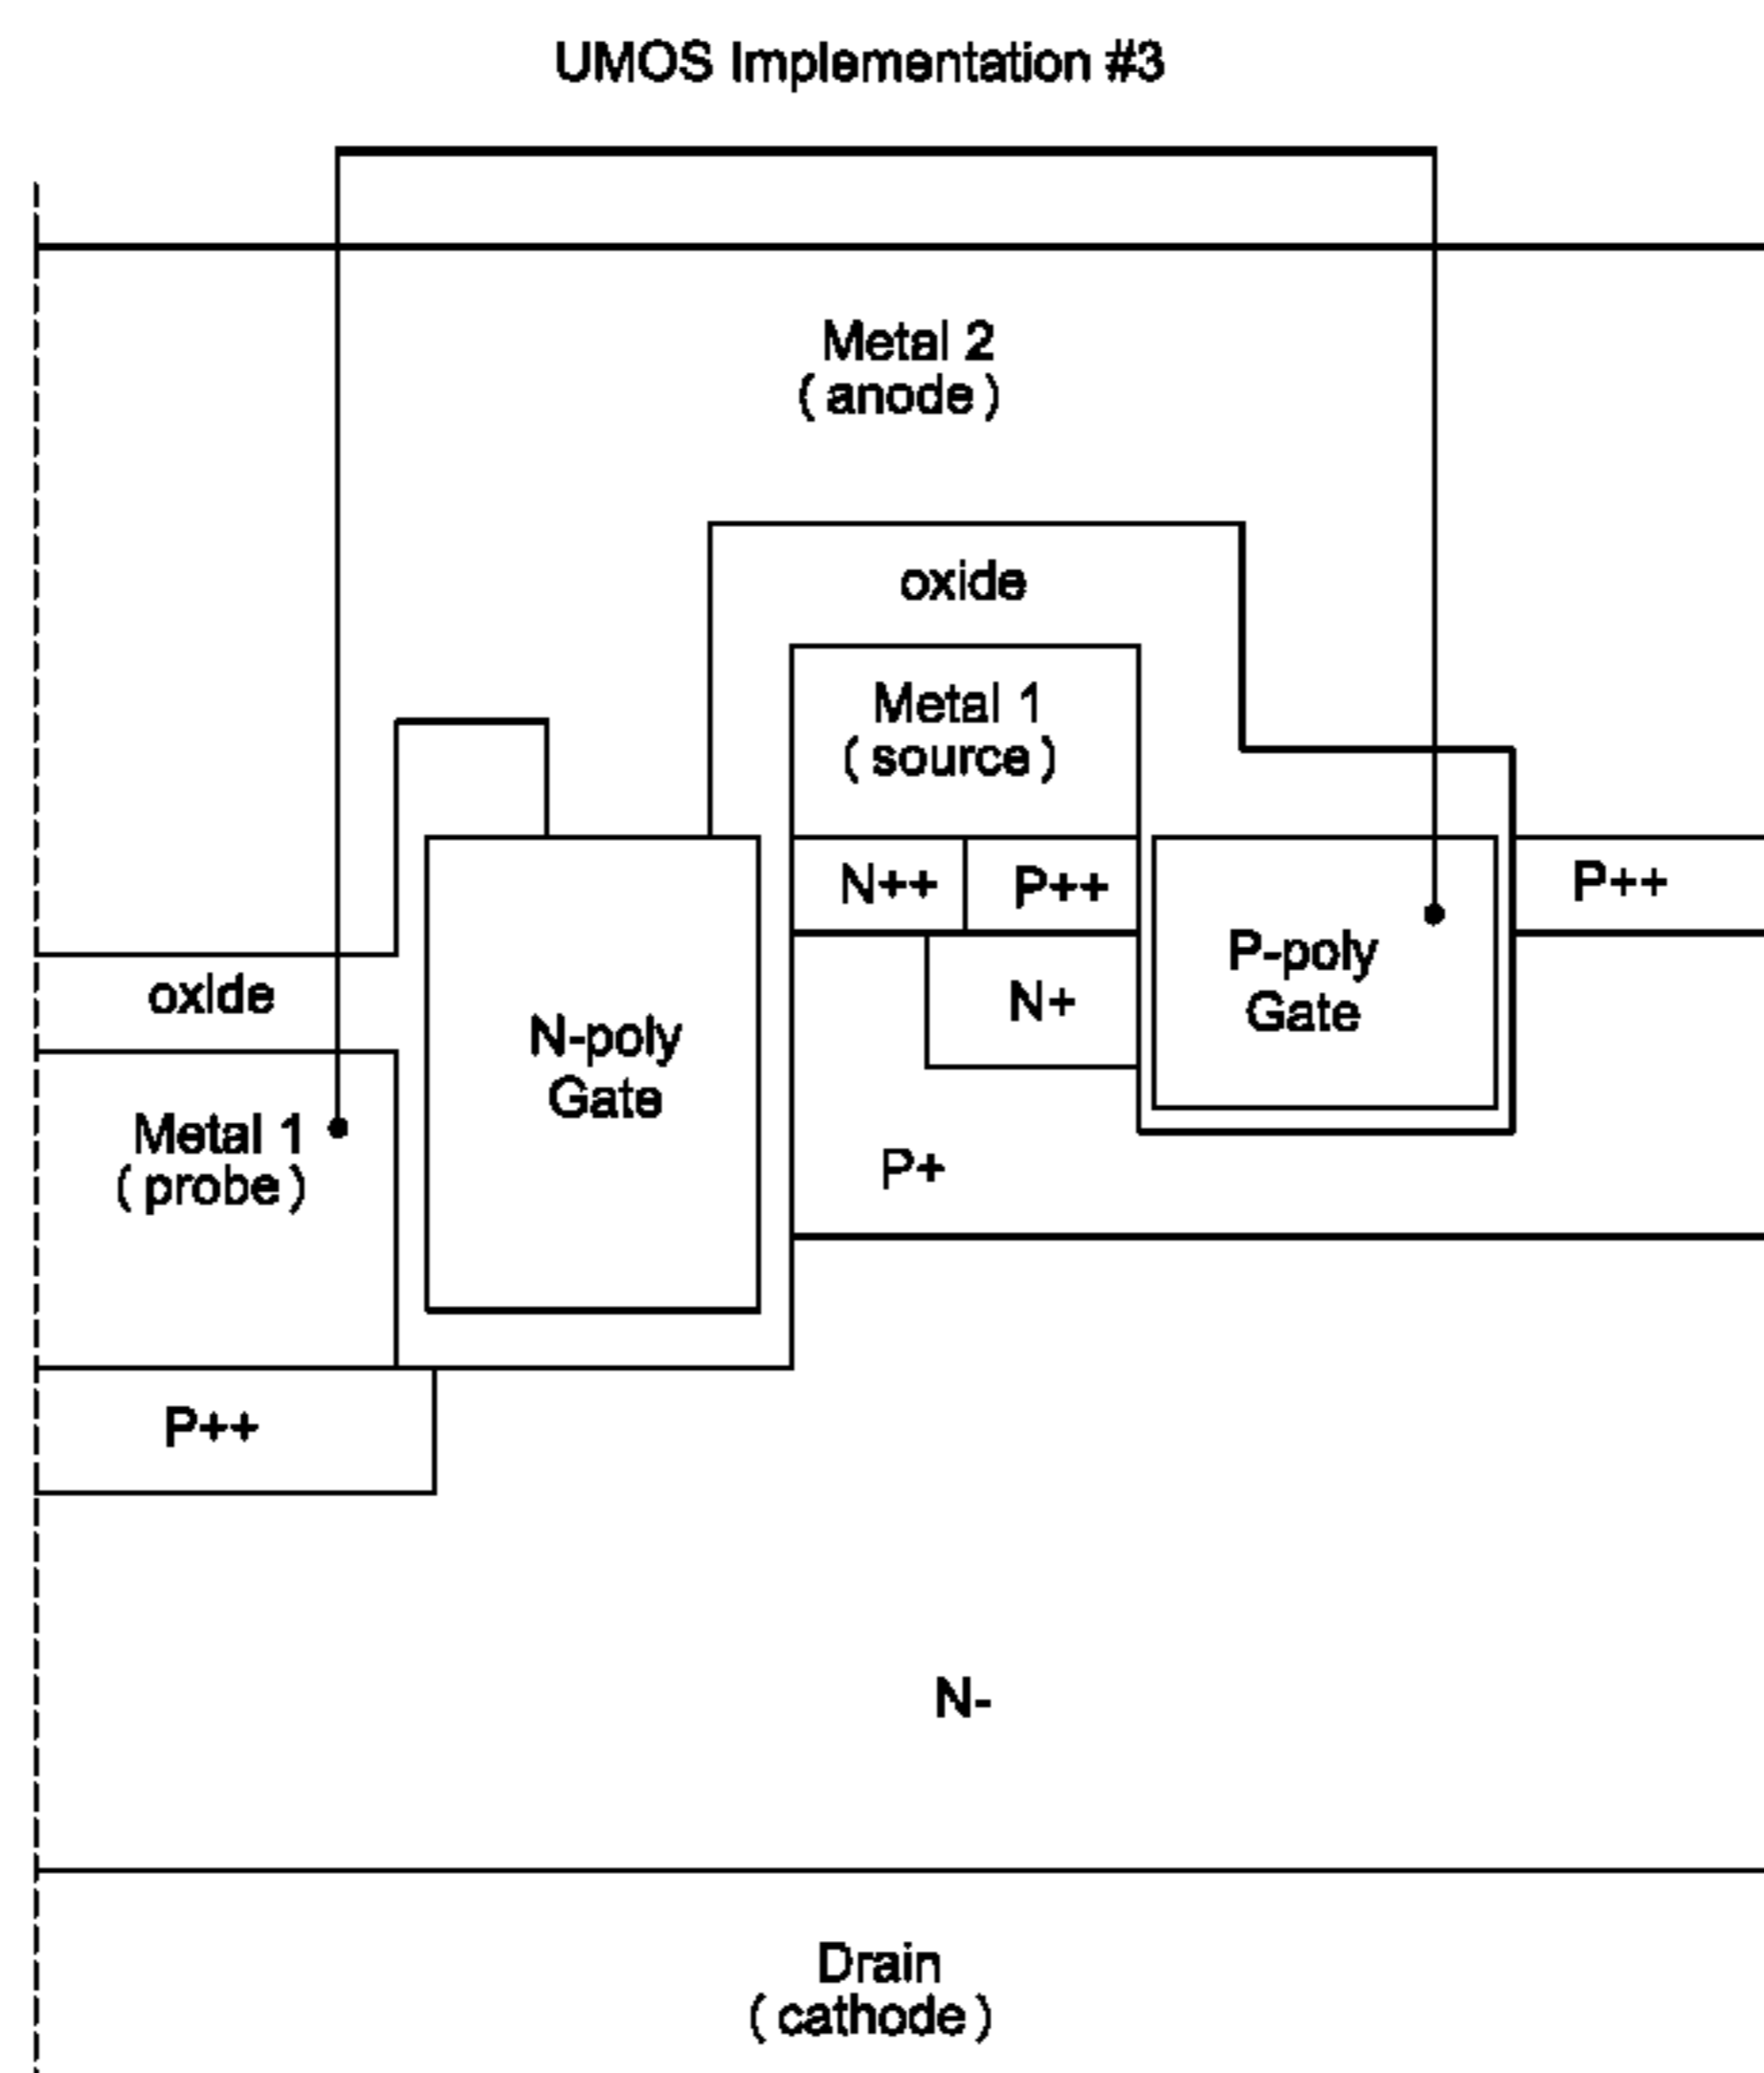 UMOS Implementation #3
Metal 2
(anode)
oxide
Metal 1
(source)
N++
P++
P++
P-poly
Gate
N+
oxide
N-poly
Gate
Metal 1
(probe)
P+
P++
N-
Drain
(cathode)